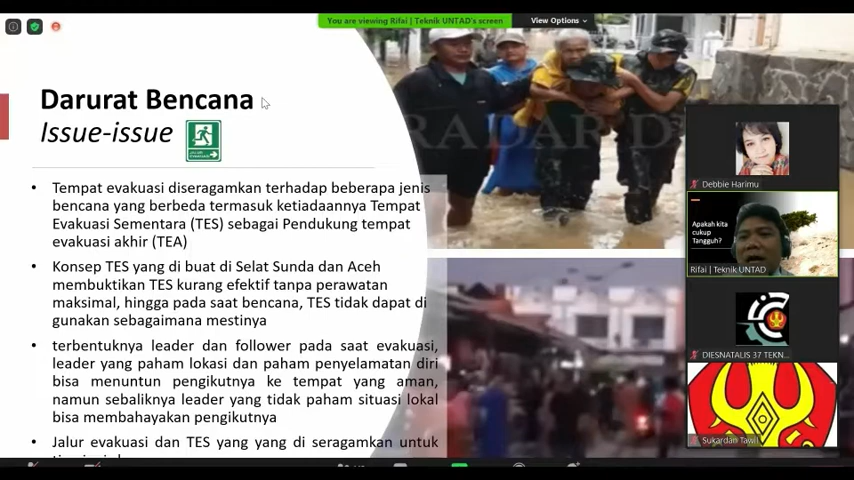 You are viewing Rifai | Teknik UNTAD's screen
View Options
Darurat Bencana
Issue-issue
RADAR D
• Tempat evakuasi diseragamkan terhadap beberapa jenis
bencana yang berbeda termasuk ketiadaannya Tempat
Evakuasi Sementara (TES) sebagai Pendukung tempat
evakuasi akhir (TEA)
• Konsep TES yang di buat di Selat Sunda dan Aceh
membuktikan TES kurang efektif tanpa perawatan
maksimal, hingga pada saat bencana, TES tidak dapat di
gunakan sebagaimana mestinya
• terbentuknya leader dan follower pada saat evakuasi,
leader yang paham lokasi dan paham penyelamatan diri
bisa menuntun pengikutnya ke tempat yang aman,
namun sebaliknya leader yang tidak paham situasi lokal
bisa membahayakan pengikutnya
• Jalur evakuasi dan TES yang yang di seragamkan untuk
Debbie Harimu
Apakah kita
cukup
Tangguh?
Rifai | Teknik UNTAD
DIESNATALIS 37 TEKN...
Sukardan Tawil